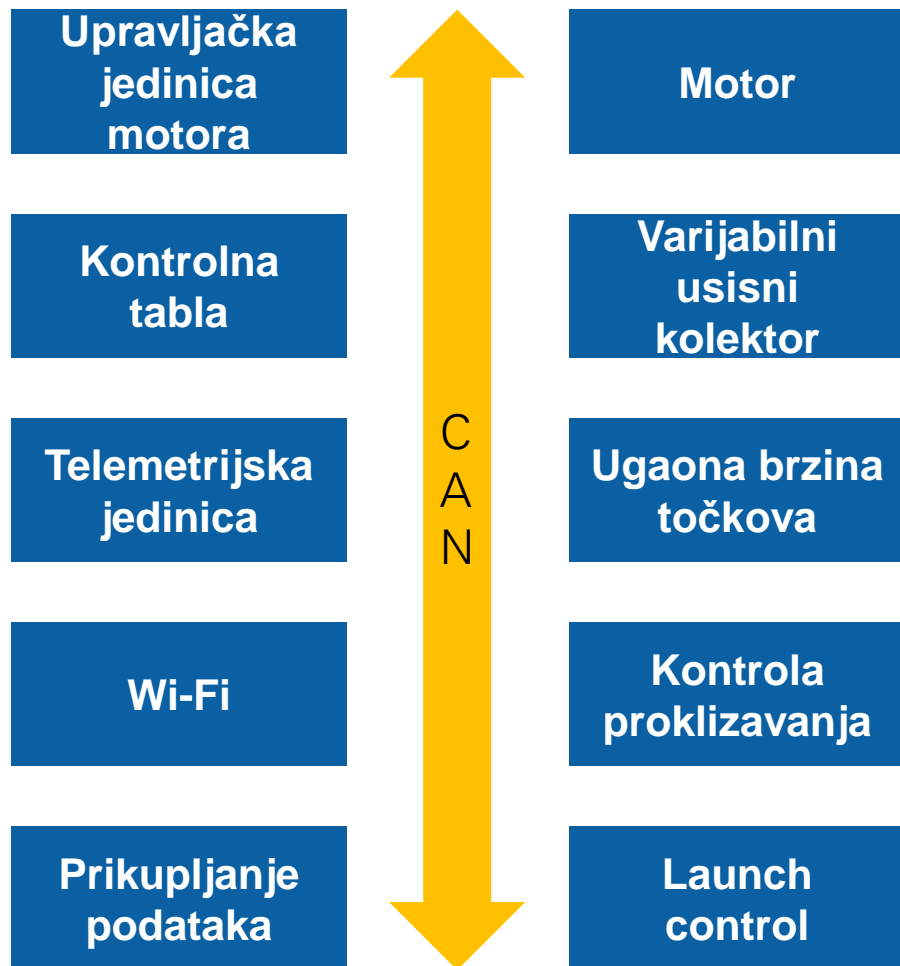 Upravljačka
jedinica
motora
Kontrolna
tabla
Telemetrijska
jedinica
Wi-Fi
Prikupljanje
podataka
C
A
N
Motor
Varijabilni
usisni
kolektor
Ugaona brzina
točkova
Kontrola
proklizavanja
Launch
control